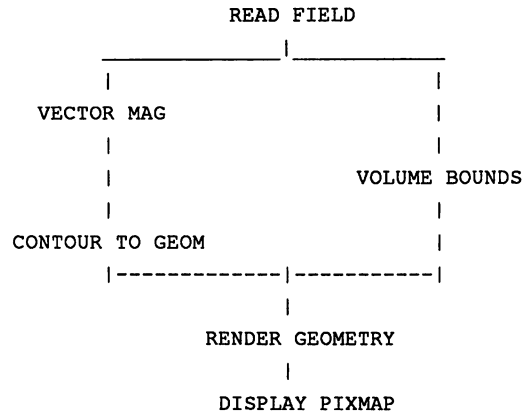 READ FIELD
VECTOR MAG
VOLUME BOUNDS
CONTOUR TO GEOM
RENDER GEOMETRY
DISPLAY PIXMAP